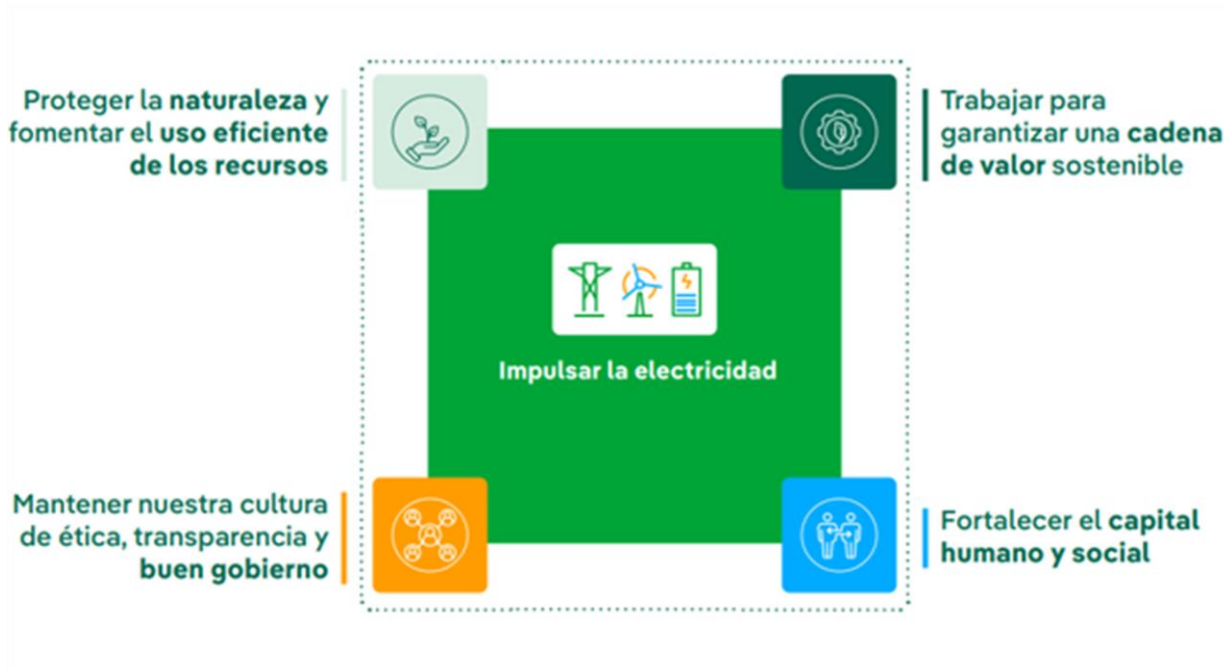 Proteger la naturaleza y
fomentar el uso eficiente
de los recursos
Trabajar para
garantizar una cadena
de valor sostenible
Impulsar la electricidad
Mantener nuestra cultura
de ética, transparencia y
buen gobierno
Fortalecer el capital
humano y social